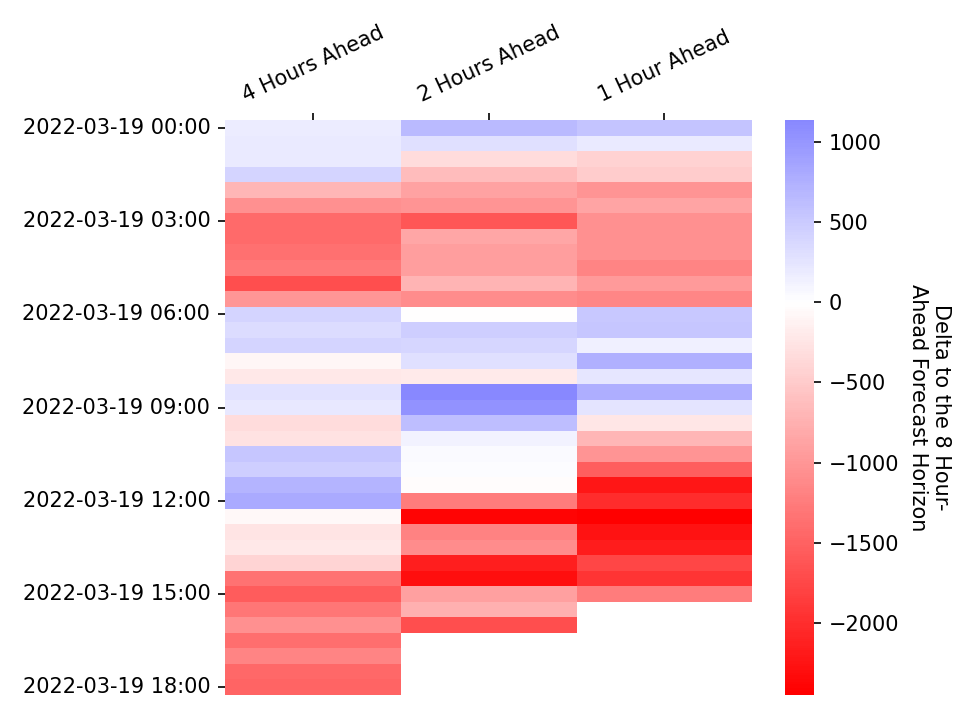 4 Hours Ahead
2 Hours Ahead
1 Hour Ahead
2022-03-19 00:00
2022-03-19 03:00
2022-03-19 06:00
2022-03-19 09:00
2022-03-19 12:00
2022-03-19 15:00
2022-03-19 18:00
1000
500
0
−500
−1000
−1500
−2000
Delta to the 8 Hour-
Ahead Forecast Horizon